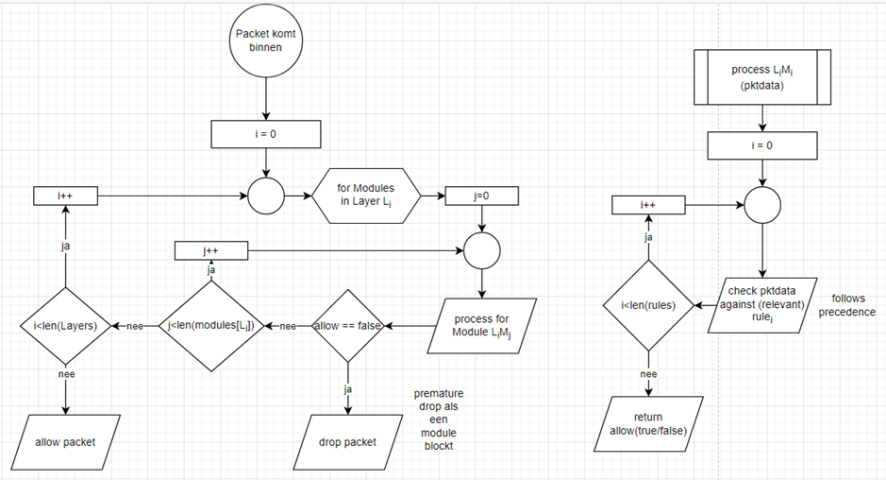 Packet komt
binnen
i = 0
for Modules
in Layer Li
j=0
i++
j++
ja
ja
i<len(Layers)
nee
j<len(modules[Li])
nee
allow == false
process for
Module LiMj
nee
ja
allow packet
drop packet
premature
drop als
een
module
blockt
process LiMi
(pktdata)
i = 0
i++
ja
i<len(rules)
check pktdata
against (relevant)
rulei
follows
precedence
nee
return
allow(true/false)